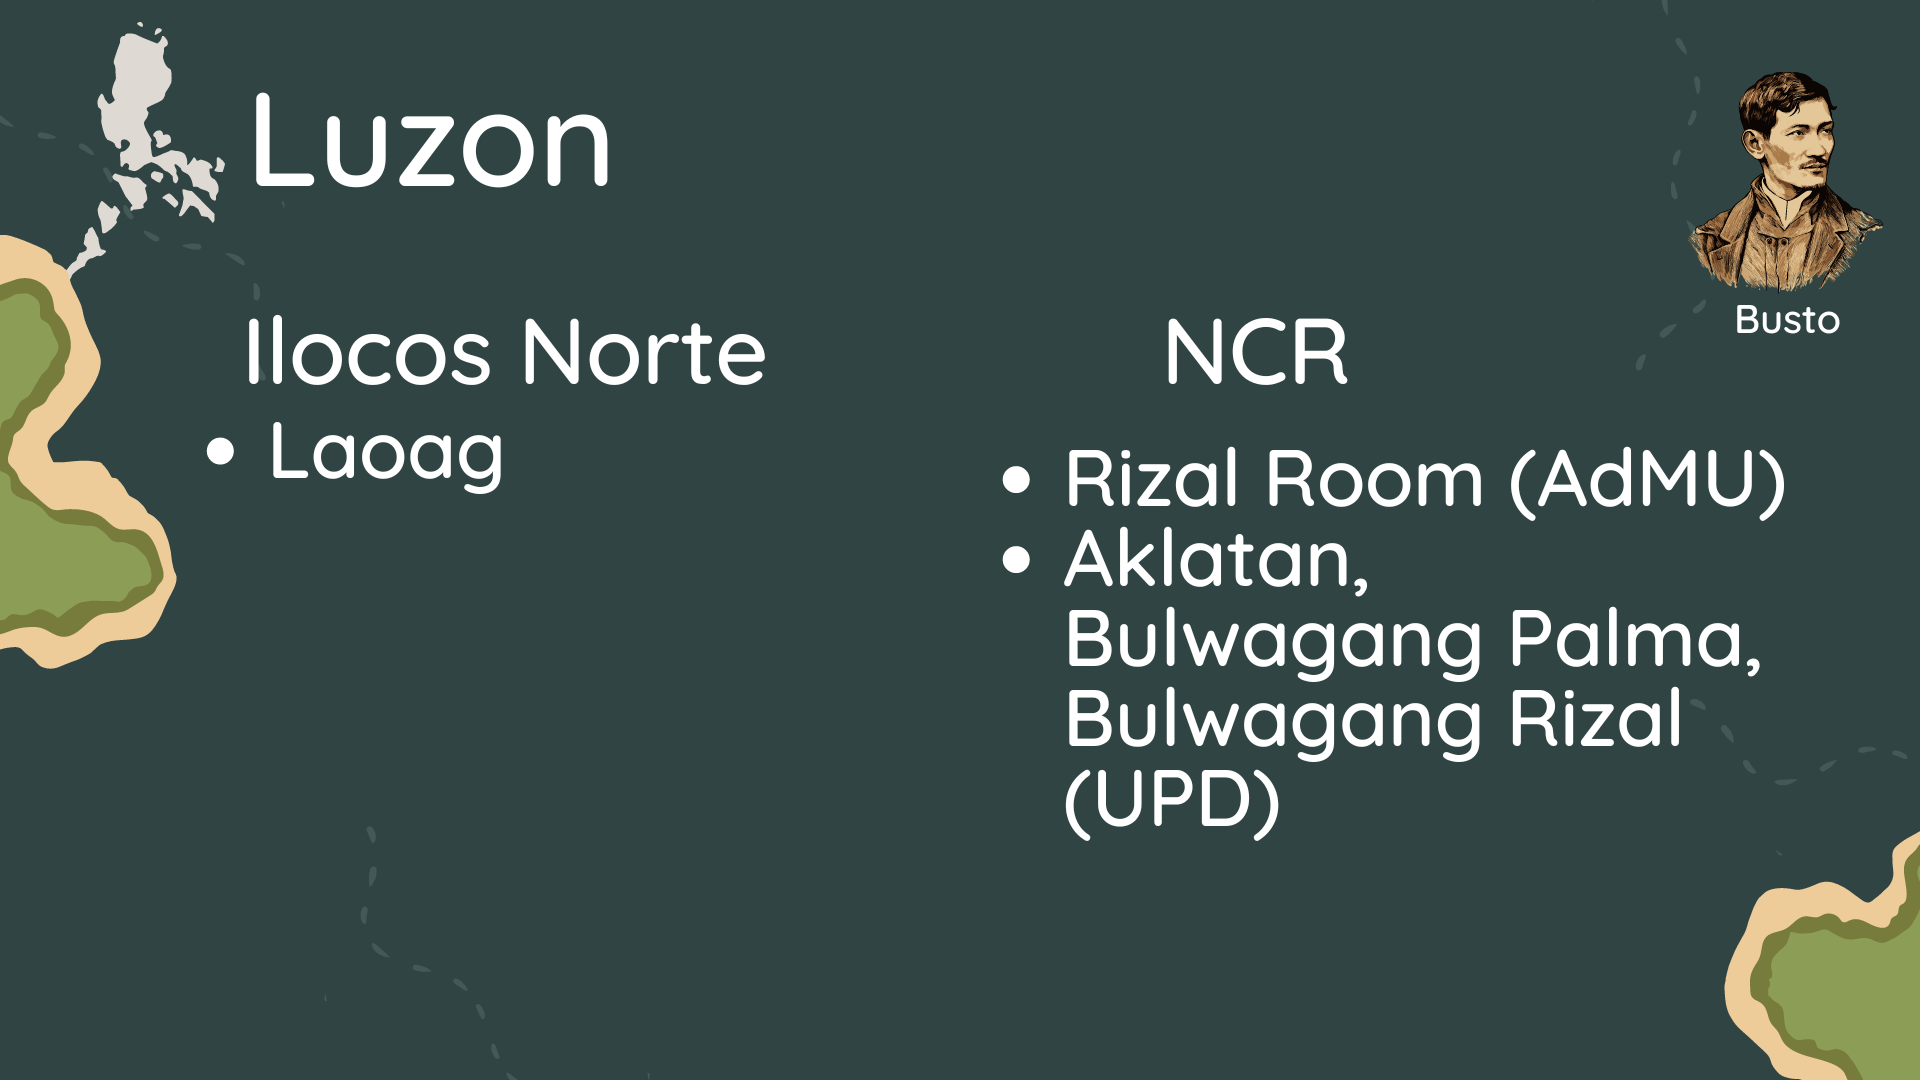 Luzon
Busto
Ilocos Norte
• Laoag
NCR
• Rizal Room (AdMU)
• Aklatan,
Bulwagang Palma,
Bulwagang Rizal
(UPD)